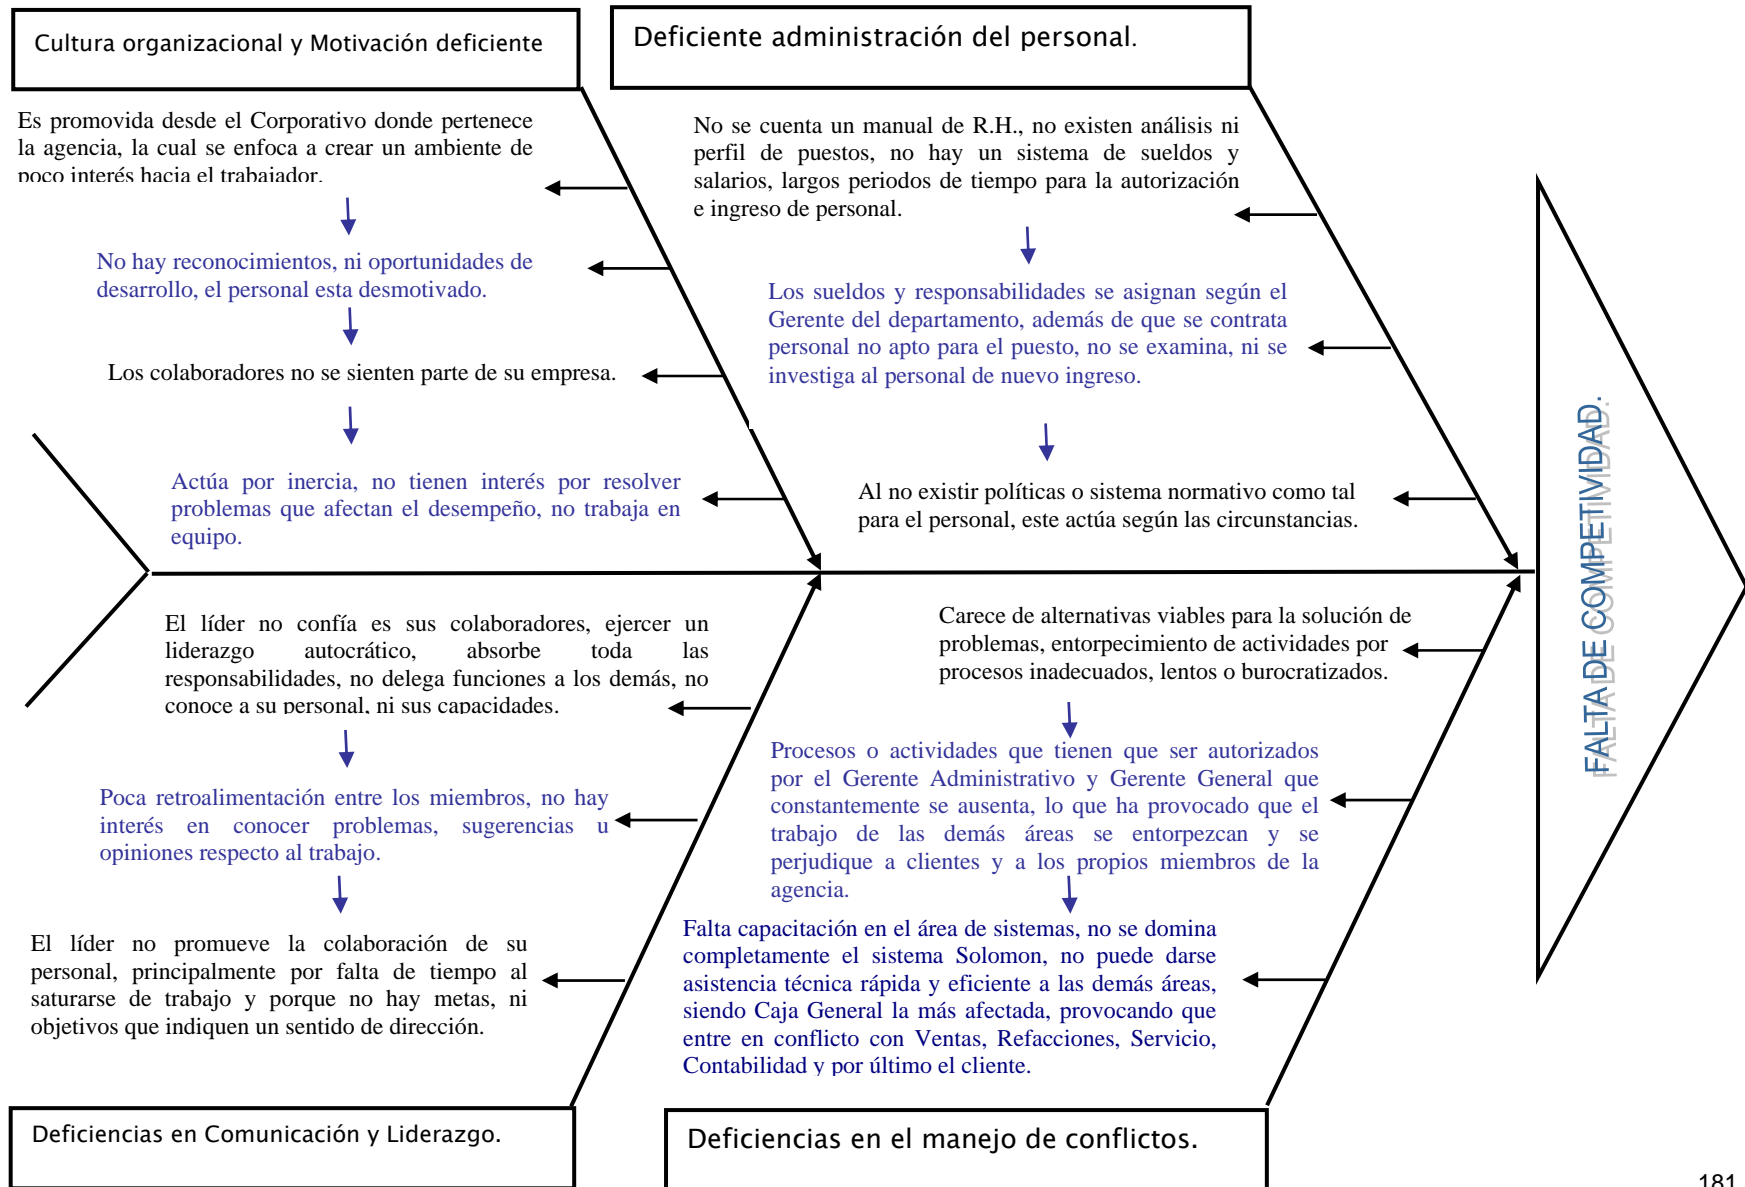 Cultura organizacional y Motivación deficiente
Es promovida desde el Corporativo donde pertenece
la agencia, la cual se enfoca a crear un ambiente de
poco interés hacia el trabajador.
No hay reconocimientos, ni oportunidades de
desarrollo, el personal esta desmotivado.
Los colaboradores no se sienten parte de su empresa.
Actúa por inercia, no tienen interés por resolver
problemas que afectan el desempeño, no trabaja en
equipo.
Deficiente administración del personal.
No se cuenta un manual de R.H., no existen análisis ni
perfil de puestos, no hay un sistema de sueldos y
salarios, largos periodos de tiempo para la autorización
e ingreso de personal.
Los sueldos y responsabilidades se asignan según el
Gerente del departamento, además de que se contrata
personal no apto para el puesto, no se examina, ni se
investiga al personal de nuevo ingreso.
Al no existir políticas o sistema normativo como tal
para el personal, este actúa según las circunstancias.
FALTA DE COMPETIVIDAD.
El líder no confía es sus colaboradores, ejercer un
liderazgo autocrático, absorbe toda las
responsabilidades, no delega funciones a los demás, no
conoce a su personal, ni sus capacidades.
Poca retroalimentación entre los miembros, no hay
interés en conocer problemas, sugerencias u
opiniones respecto al trabajo.
El líder no promueve la colaboración de su
personal, principalmente por falta de tiempo al
saturarse de trabajo y porque no hay metas, ni
objetivos que indiquen un sentido de dirección.
Deficiencias en Comunicación y Liderazgo.
Carece de alternativas viables para la solución de
problemas, entorpecimiento de actividades por
procesos inadecuados, lentos o burocratizados.
Procesos o actividades que tienen que ser autorizados
por el Gerente Administrativo y Gerente General que
constantemente se ausenta, lo que ha provocado que el
trabajo de las demás áreas se entorpezcan y se
perjudique a clientes y a los propios miembros de la
agencia.
Falta capacitación en el área de sistemas, no se domina
completamente el sistema Solomon, no puede darse
asistencia técnica rápida y eficiente a las demás áreas,
siendo Caja General la más afectada, provocando que
entre en conflicto con Ventas, Refacciones, Servicio,
Contabilidad y por último el cliente.
Deficiencias en el manejo de conflictos.
181